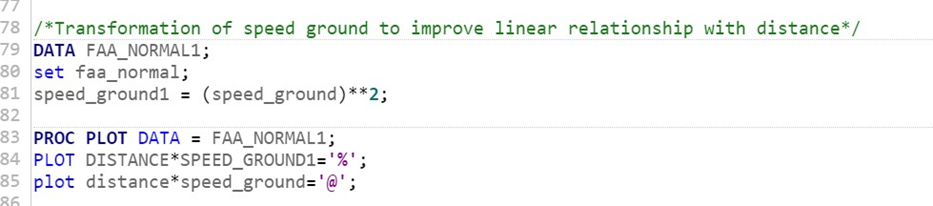 77
78 /*Transformation of speed ground to improve linear relationship with distance*/
79 DATA FAA_NORMAL1;
80 set faa_normal;
81 speed_ground1 = (speed_ground)**2;
82
83 PROC PLOT DATA = FAA_NORMAL1;
84 PLOT DISTANCE*SPEED_GROUND1='%';
85 plot distance*speed_ground='@';
86